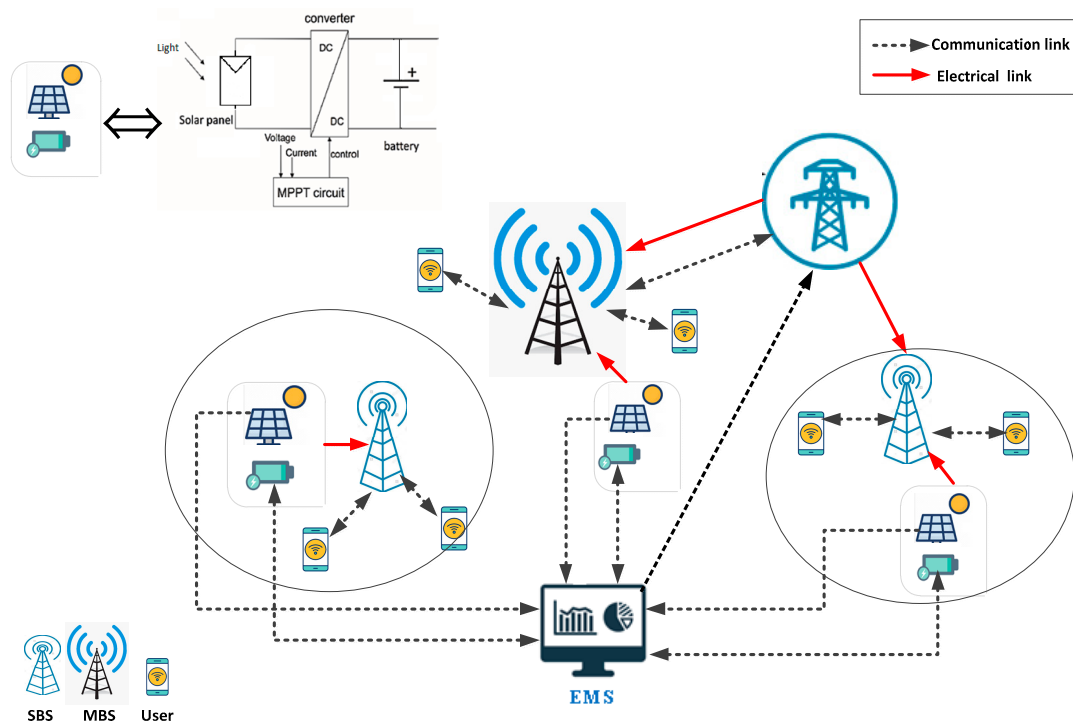 converter
Light
DC
Solar panel
DC
battery
Voltage
Current
control
MPPT circuit
Communication link
Electrical link
EMS
SBS
MBS
User